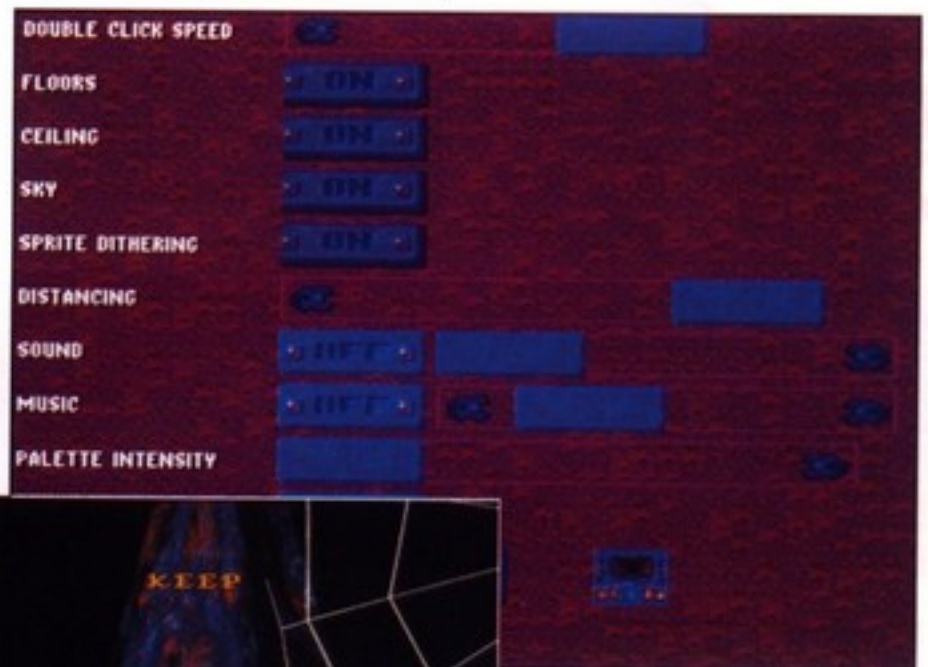 DOUBLE CLICK SPEED
FLOORS ON
CEILING ON
SKY ON
SPRITE DITHERING ON
DISTANCING
SOUND OFF
MUSIC OFF
PALETTE INTENSITY
KEEP